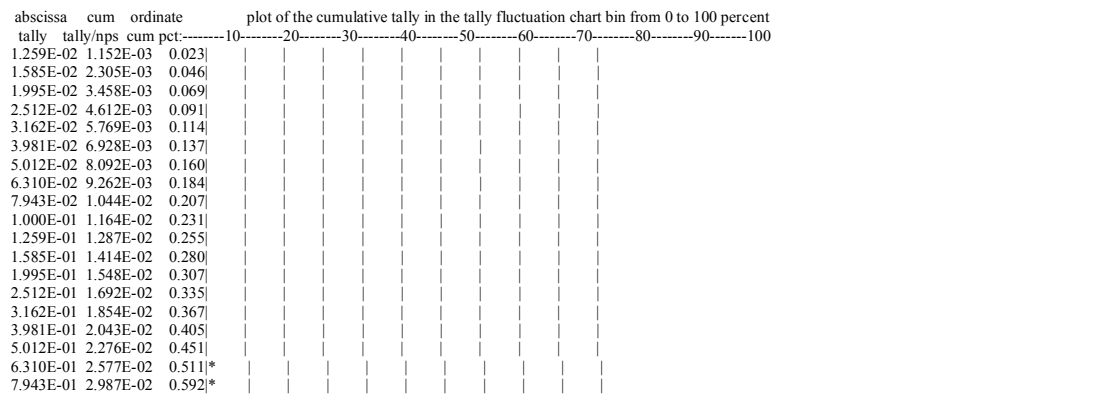 abscissa cum ordinate plot of the cumulative tally in the tally fluctuation chart bin from 0 to 100 percent
tally tally/nps cum pct:--------10--------20--------30--------40-------50--------60-------70--------80--------90-------100
1.259E-02 1.152E-03 0.023| | | | | | | | | | |
1.585E-02 2.305E-03 0.046| | | | | | | | | | |
1.995E-02 3.458E-03 0.069| | | | | | | | | | |
2.512E-02 4.612E-03 0.091| | | | | | | | | | |
3.162E-02 5.769E-03 0.114| | | | | | | | | | |
3.981E-02 6.928E-03 0.137| | | | | | | | | | |
5.012E-02 8.092E-03 0.160| | | | | | | | | | |
6.310E-02 9.262E-03 0.184| | | | | | | | | | |
7.943E-02 1.044E-02 0.207| | | | | | | | | | |
1.000E-01 1.164E-02 0.231| | | | | | | | | | |
1.259E-01 1.287E-02 0.255| | | | | | | | | | |
1.585E-01 1.414E-02 0.280| | | | | | | | | | |
1.995E-01 1.548E-02 0.307| | | | | | | | | | |
2.512E-01 1.692E-02 0.335| | | | | | | | | | |
3.162E-01 1.854E-02 0.367| | | | | | | | | | |
3.981E-01 2.043E-02 0.405| | | | | | | | | | |
5.012E-01 2.276E-02 0.451| | | | | | | | | | |
6.310E-01 2.577E-02 0.511|* | | | | | | | | | |
7.943E-01 2.987E-02 0.592|* | | | | | | | | | |